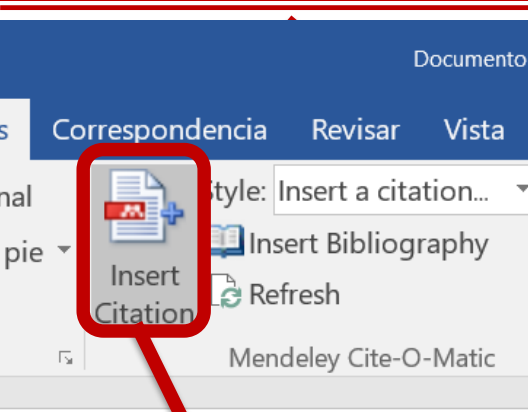 Documento
s Correspondencia Revisar Vista
nal
pie
Insert
Citation
Style: Insert a citation...
Insert Bibliography
Refresh
Mendeley Cite-O-Matic